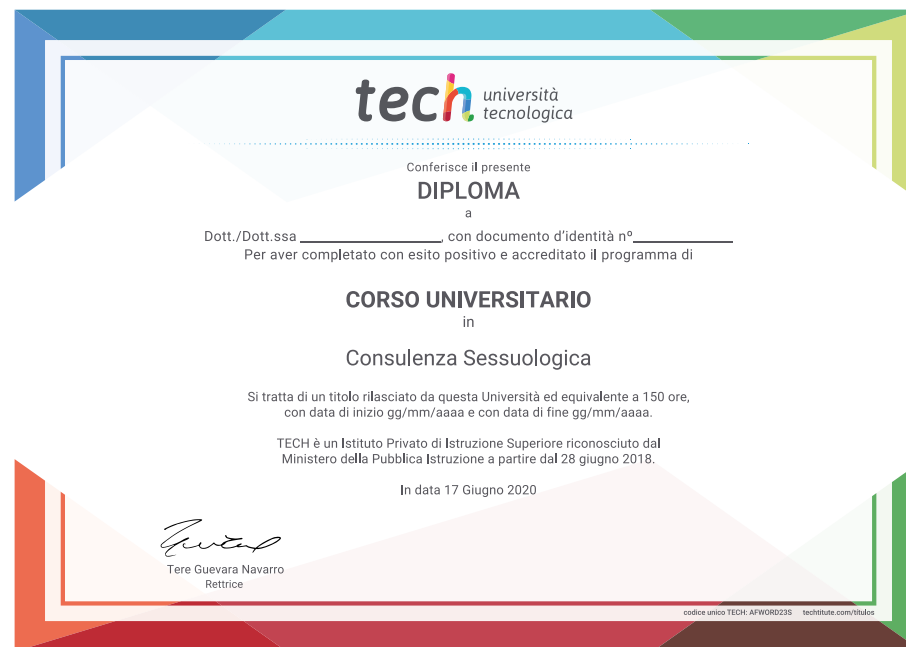 tech università
tecnologica
Conferisce il presente
DIPLOMA
a
Dott./Dott.ssa ____________________, con documento d'identità nº______________
Per aver completato con esito positivo e accreditato il programma di
CORSO UNIVERSITARIO
in
Consulenza Sessuologica
Si tratta di un titolo rilasciato da questa Università ed equivalente a 150 ore,
con data di inizio gg/mm/aaaa e con data di fine gg/mm/aaaa.
TECH è un Istituto Privato di Istruzione Superiore riconosciuto dal
Ministero della Pubblica Istruzione a partire dal 28 giugno 2018.
In data 17 Giugno 2020
Tere Guevara Navarro
Rettrice
codice unico TECH: AFWORD23S techtitute.com/titulos